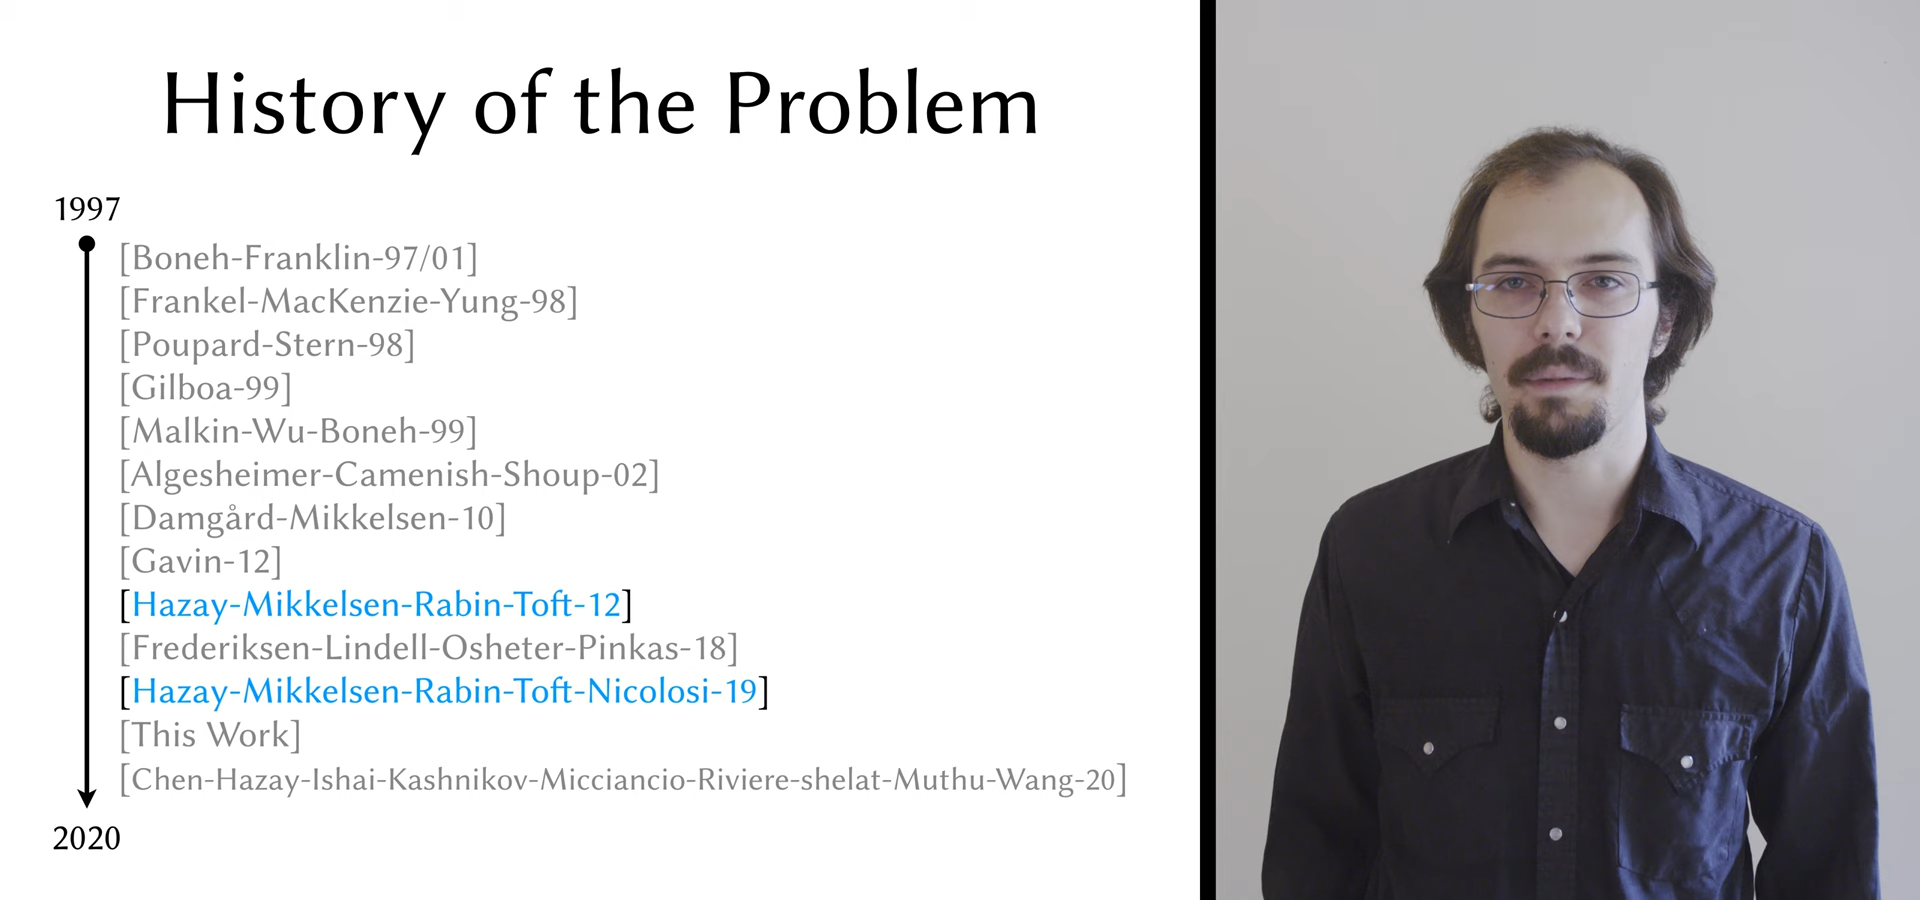 History of the Problem
1997
[Boneh-Franklin-97/01]
[Frankel-MacKenzie-Yung-98]
[Poupard-Stern-98]
[Gilboa-99]
[Malkin-Wu-Boneh-99]
[Algesheimer-Camenish-Shoup-02]
[Damgård-Mikkelsen-10]
[Gavin-12]
[Hazay-Mikkelsen-Rabin-Toft-12]
[Frederiksen-Lindell-Osheter-Pinkas-18]
[Hazay-Mikkelsen-Rabin-Toft-Nicolosi-19]
[This Work]
[Chen-Hazay-Ishai-Kashnikov-Micciancio-Riviere-shelat-Muthu-Wang-20]
2020